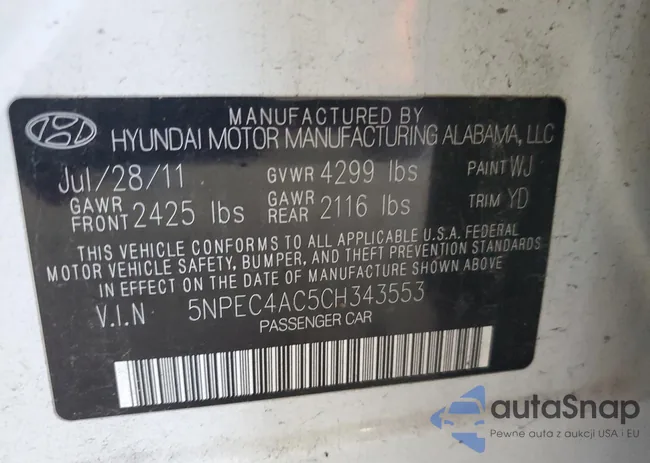 MANUFACTURED BY
HYUNDAI MOTOR MANUFACTURING ALABAMA, LLC
Jul/28/11 GVWR 4299 lbs PAINT WJ
GAWR FRONT 2425 lbs GAWR REAR 2116 lbs TRIM YD
THIS VEHICLE CONFORMS TO ALL APPLICABLE U.S.A. FEDERAL
MOTOR VEHICLE SAFETY, BUMPER, AND THEFT PREVENTION STANDARDS
IN EFFECT ON THE DATE OF MANUFACTURE SHOWN ABOVE
V.I.N 5NPEC4AC5CH343553
PASSENGER CAR
autaSnap
Pewne auta z aukcji USA i EU